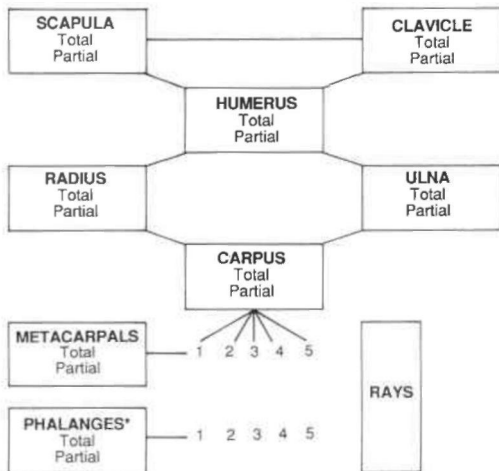 SCAPULA
Total
Partial
CLAVICLE
Total
Partial
HUMERUS
Total
Partial
RADIUS
Total
Partial
ULNA
Total
Partial
CARPUS
Total
Partial
METACARPALS
Total
Partial
1 2 3 4 5
PHALANGES*
Total
Partial
1 2 3 4 5
RAYS